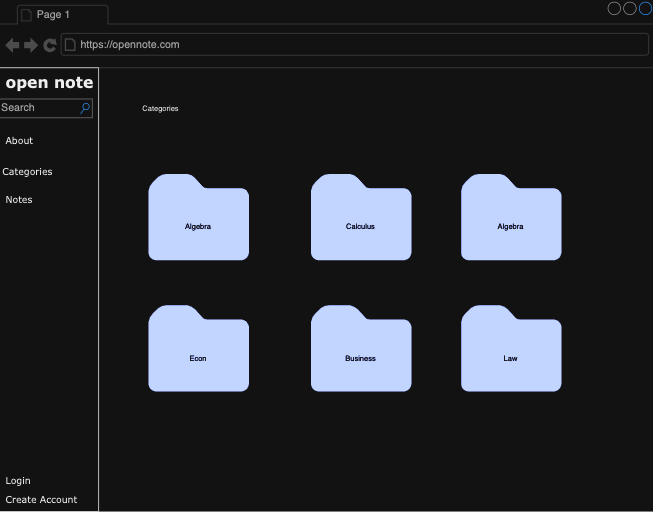 Page 1
https://opennote.com
open note
Search
About
Categories
Notes
Login
Create Account
Categories
Algebra
Calculus
Algebra
Econ
Business
Law